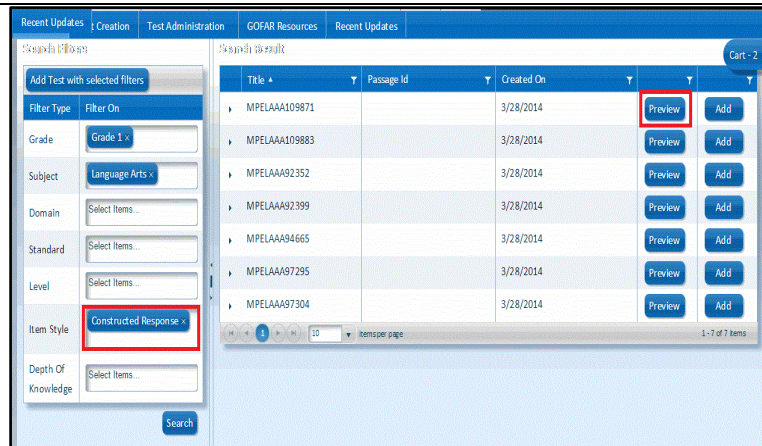 Recent Updates t Creation Test Administration GOFAR Resources Recent Updates
Search Filters
Search Result
Cart - 2
Add Test with selected filters
Filter Type Filter On
Grade Grade 1 ×
Subject Language Arts ×
Domain Select Items...
Standard Select Items...
Level Select Items...
Item Style Constructed Response ×
Depth Of Knowledge Select Items...
Search
Title Passage Id Created On
MPELAAA109871 3/28/2014 Preview Add
MPELAAA109883 3/28/2014 Preview Add
MPELAAA92352 3/28/2014 Preview Add
MPELAAA92399 3/28/2014 Preview Add
MPELAAA94665 3/28/2014 Preview Add
MPELAAA97295 3/28/2014 Preview Add
MPELAAA97304 3/28/2014 Preview Add
1 10 items per page 1 - 7 of 7 items